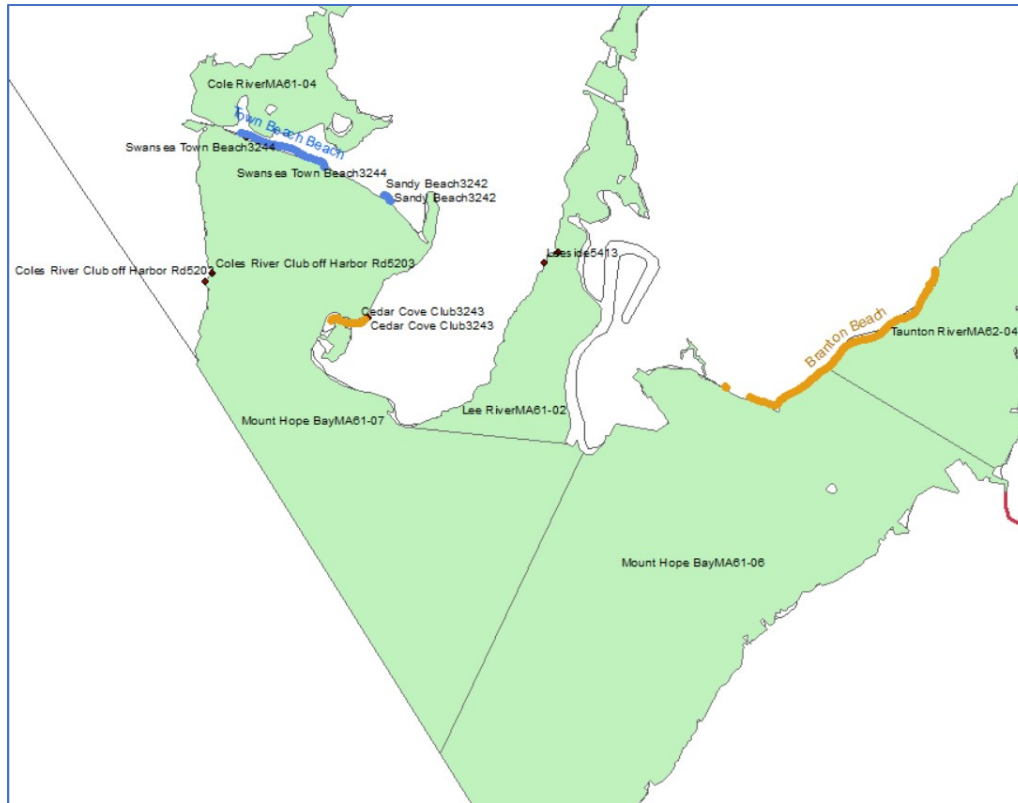 Cole RiverMA61-04
Town Beach Beach
Swansea Town Beach3244
Swansea Town Beach3244
Sandy Beach3242
Sandy Beach3242
Leeside5413
Coles River Club off Harbor Rd5203
Coles River Club off Harbor Rd5203
Cedar Cove Club3243
Cedar Cove Club3243
Branton Beach
Taunton RiverMA62-04
Lee RiverMA61-02
Mount Hope BayMA61-07
Mount Hope BayMA61-06